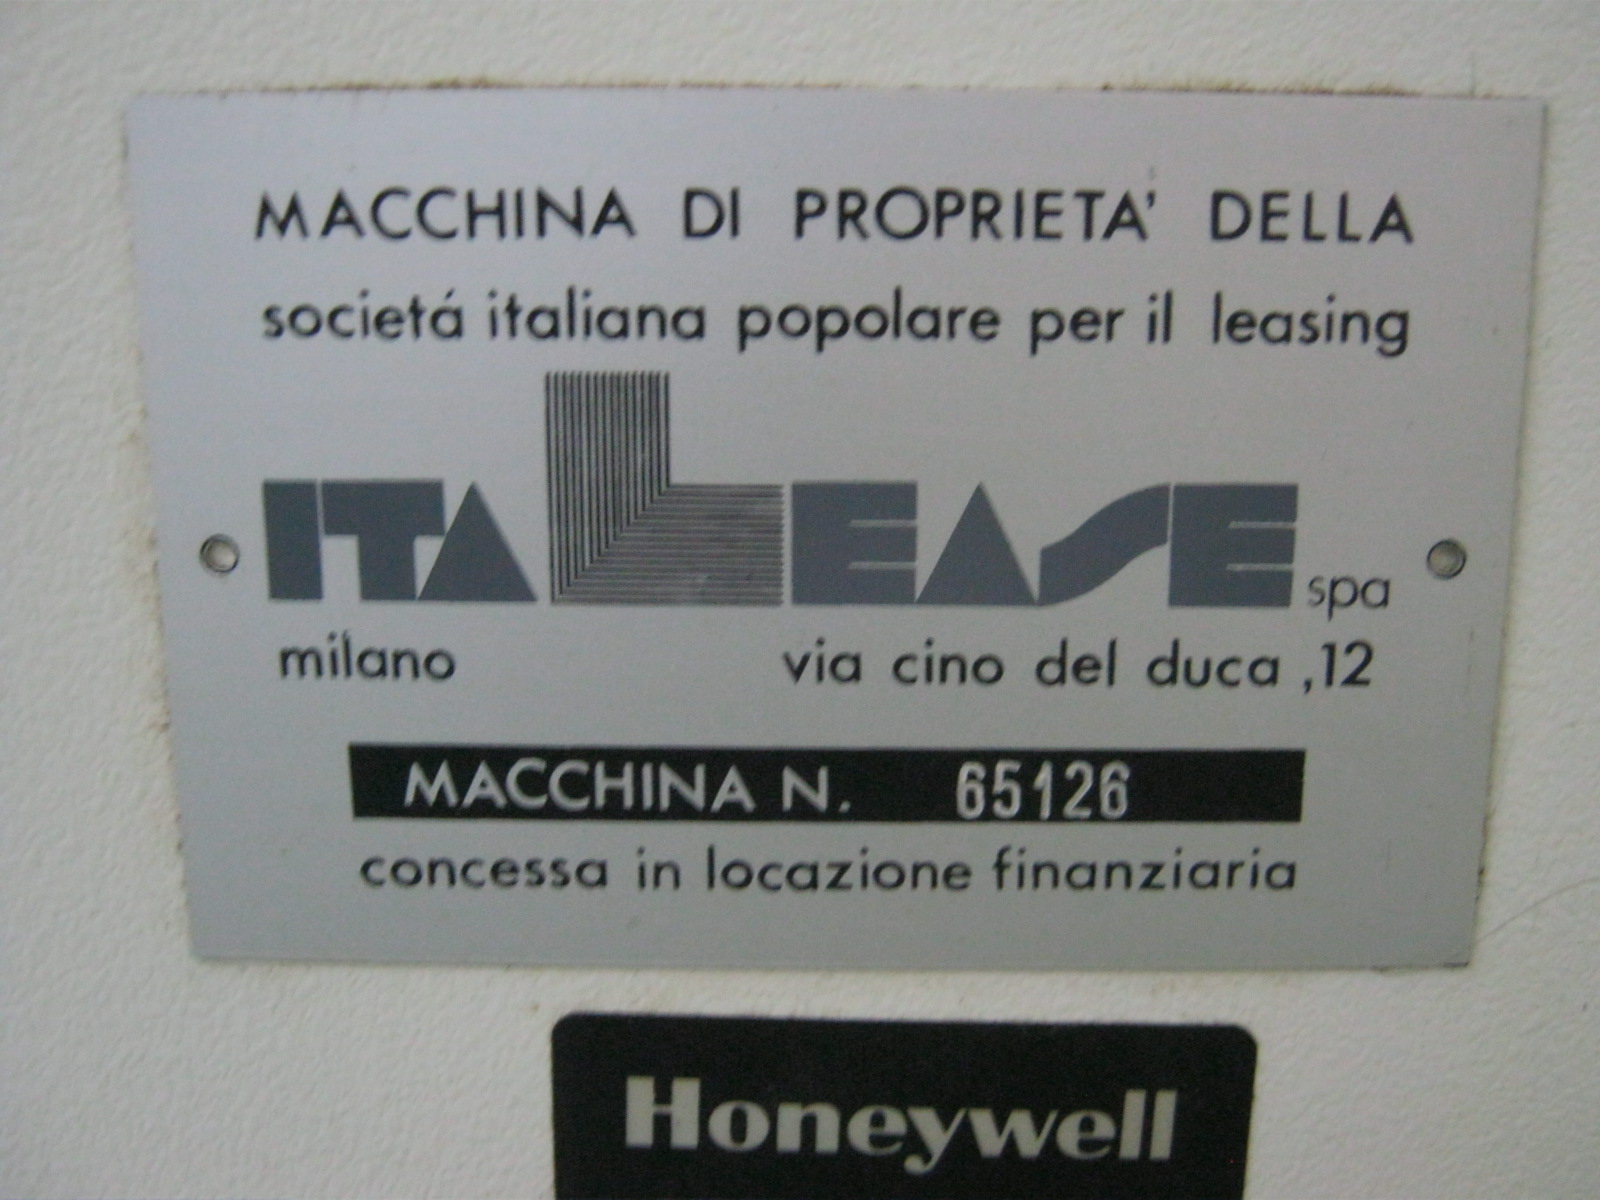 MACCHINA DI PROPRIETA' DELLA
societá italiana popolare per il leasing
ITALEASE spa
milano via cino del duca ,12
MACCHINA N. 65126
concessa in locazione finanziaria
Honeywell